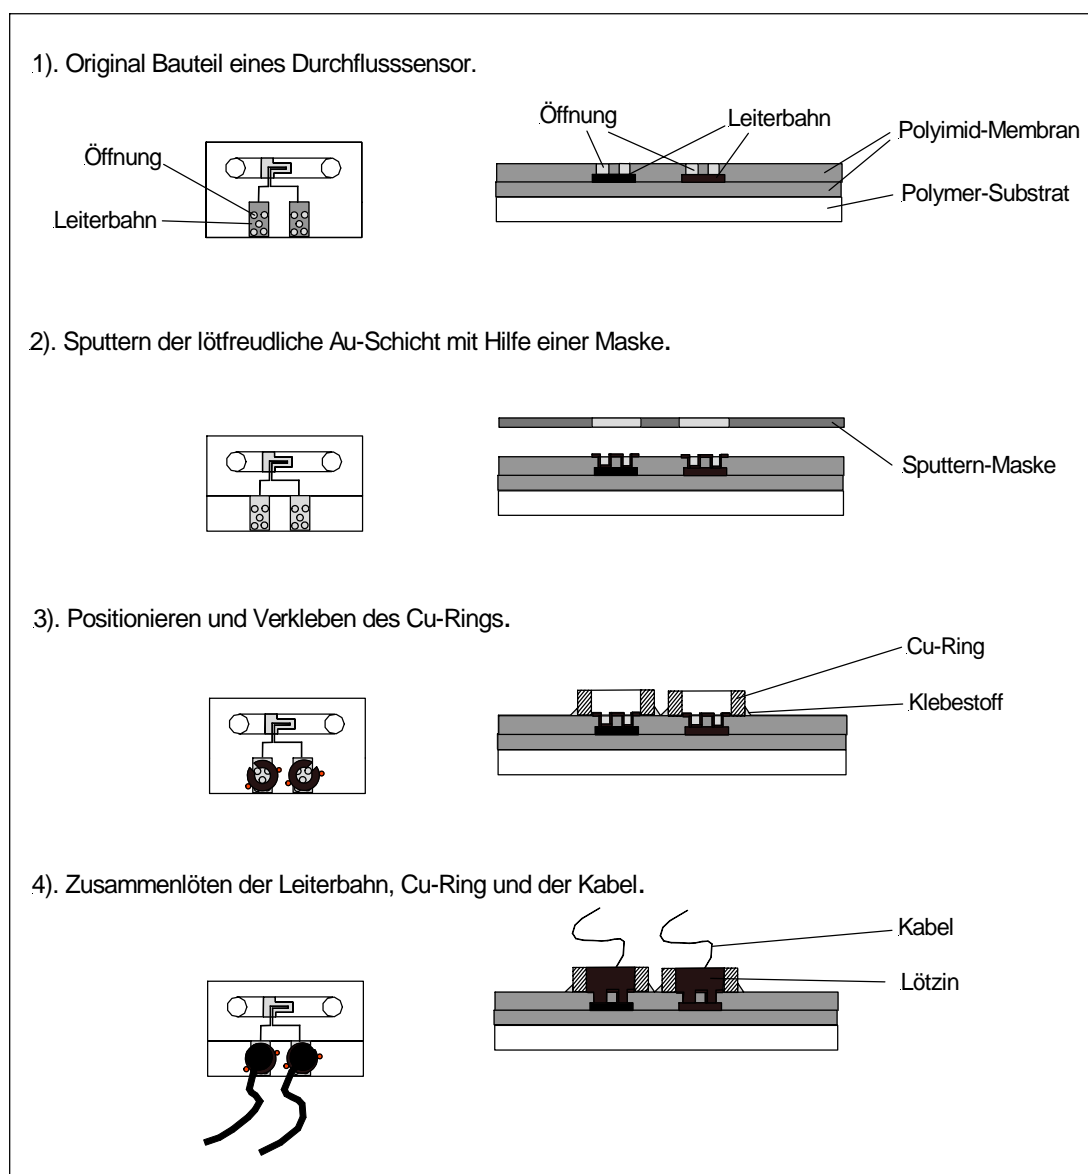 1). Original Bauteil eines Durchflusssensor.
Öffnung
Leiterbahn
Öffnung
Leiterbahn
Polyimid-Membran
Polymer-Substrat
2). Sputtern der lötfreudliche Au-Schicht mit Hilfe einer Maske.
Sputtern-Maske
3). Positionieren und Verkleben des Cu-Rings.
Cu-Ring
Klebestoff
4). Zusammenlöten der Leiterbahn, Cu-Ring und der Kabel.
Kabel
Lötzin